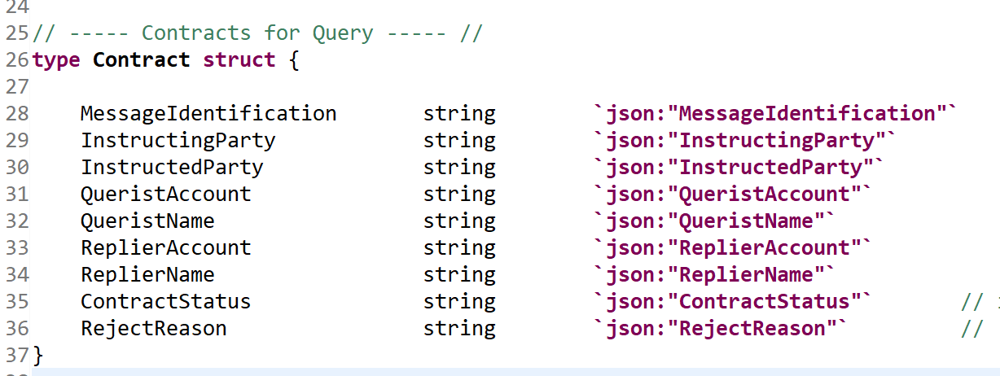 24
25// ----- Contracts for Query ----- //
26type Contract struct {
27
28    MessageIdentification       string        `json:"MessageIdentification"`
29    InstructingParty            string        `json:"InstructingParty"`
30    InstructedParty             string        `json:"InstructedParty"`
31    QueristAccount              string        `json:"QueristAccount"`
32    QueristName                 string        `json:"QueristName"`
33    ReplierAccount              string        `json:"ReplierAccount"`
34    ReplierName                 string        `json:"ReplierName"`
35    ContractStatus              string        `json:"ContractStatus"`       //
36    RejectReason                string        `json:"RejectReason"`         //
37}